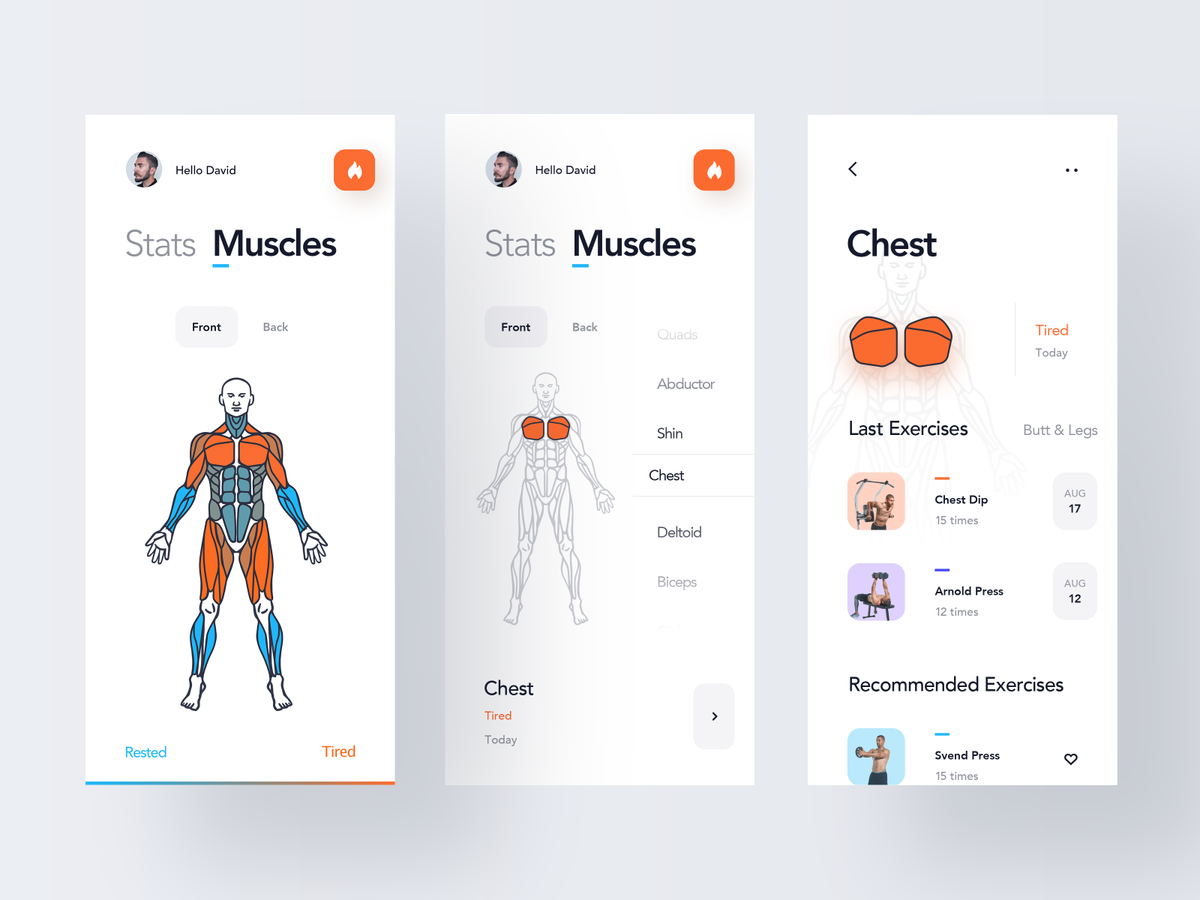 Hello David
Stats Muscles
Front Back
Rested Tired
Hello David
Stats Muscles
Front Back
Quads
Abductor
Shin
Chest
Deltoid
Biceps
Chest
Tired
Today
Chest
Tired
Today
Last Exercises Butt & Legs
Chest Dip
15 times
AUG
17
Arnold Press
12 times
AUG
12
Recommended Exercises
Svend Press
15 times